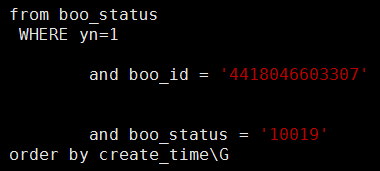 from boo_status
WHERE yn=1
and boo_id = '4418046603307'
and boo_status = '10019'
order by create_time\G